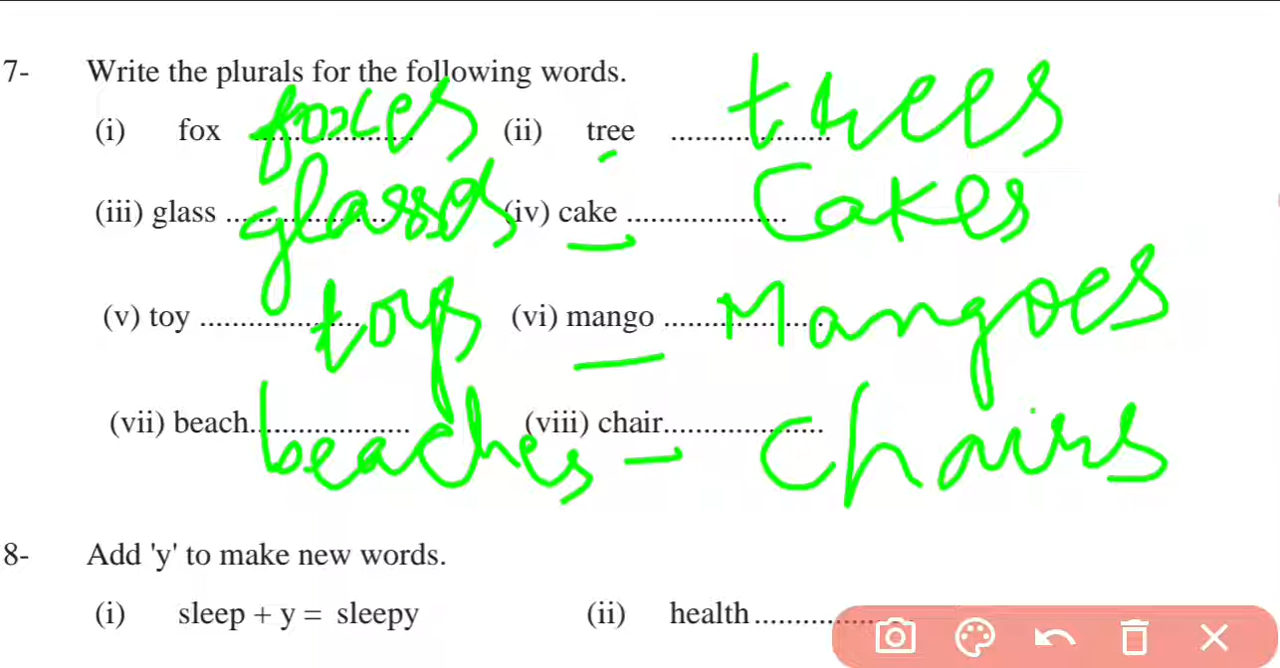 7- Write the plurals for the following words.
(i) fox .................... foxes (ii) tree .................... trees
(iii) glass .................... glasses (iv) cake .................... Cakes
(v) toy .................... toys (vi) mango .................... Mangoes
(vii) beach.................... beaches (viii) chair.................... Chairs
8- Add 'y' to make new words.
(i) sleep + y = sleepy (ii) health ....................